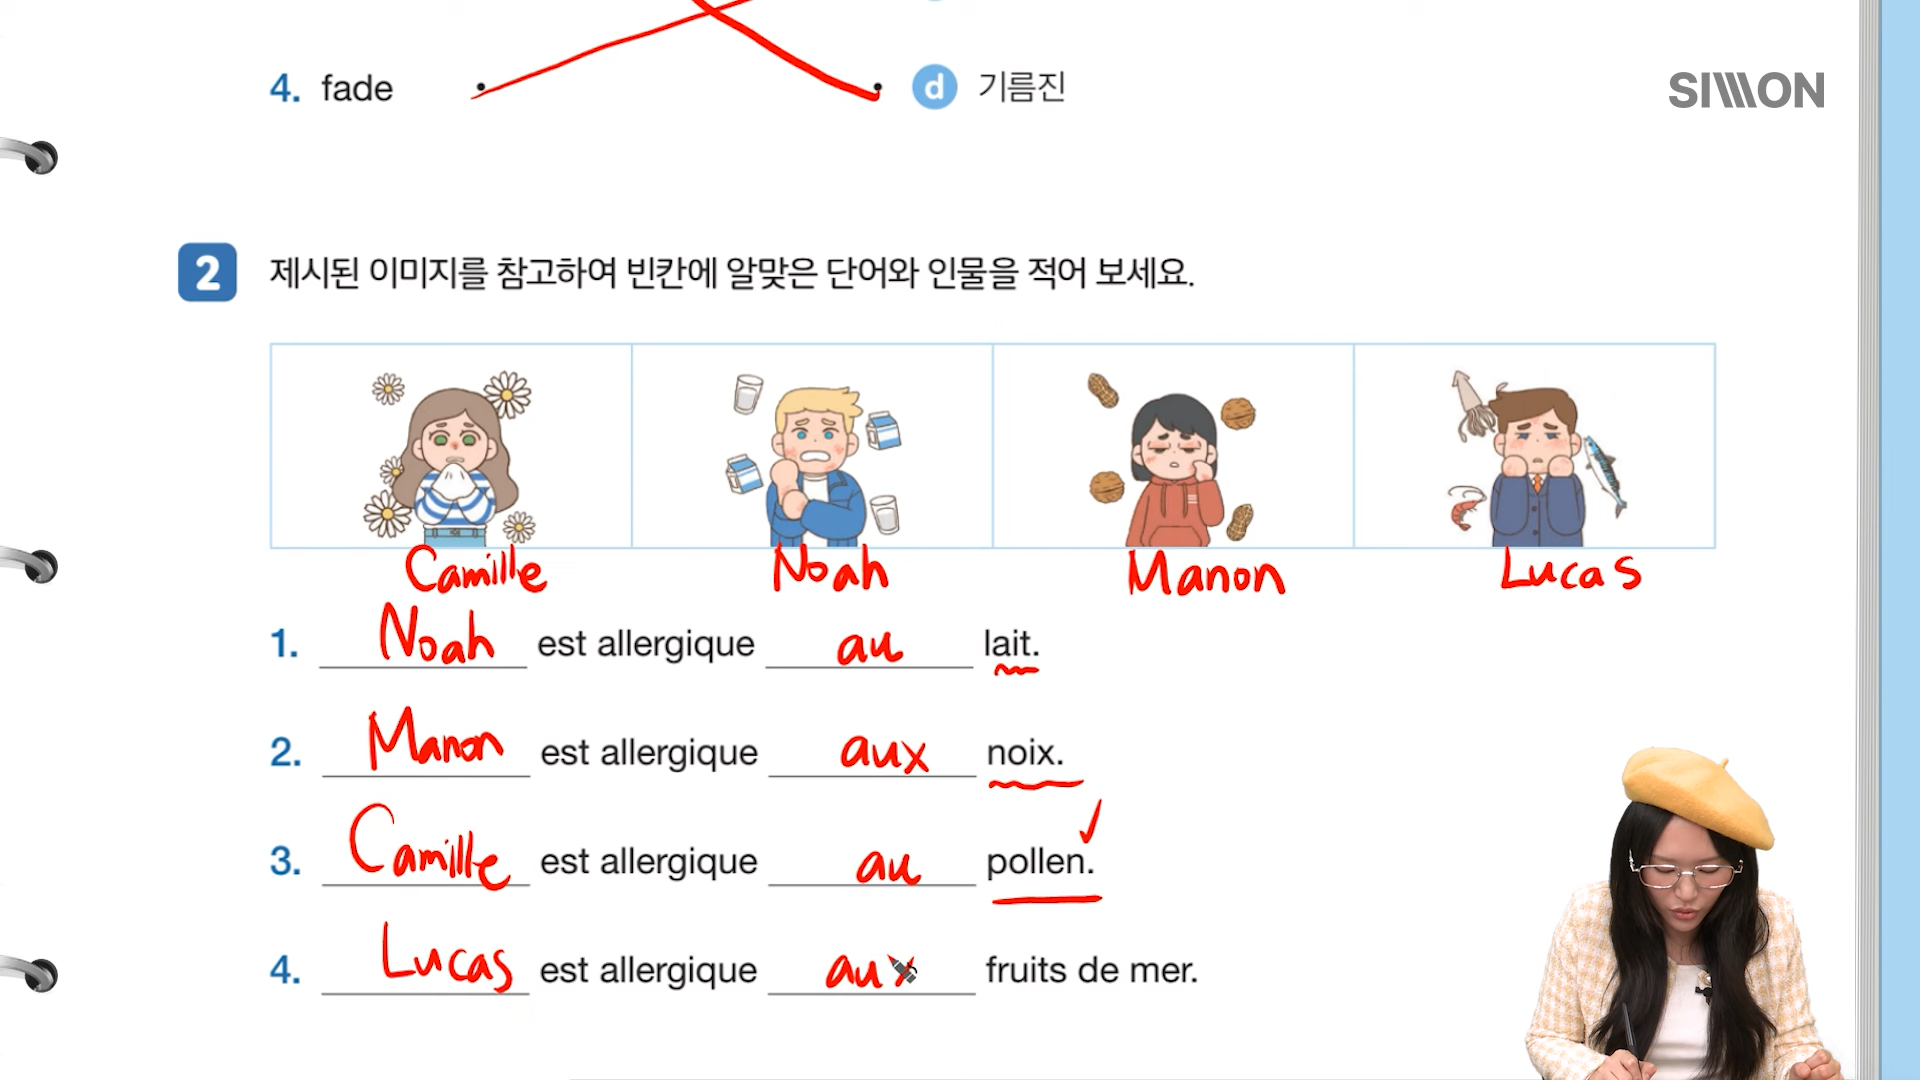 4. fade d 기름진
SIWON
2 제시된 이미지를 참고하여 빈칸에 알맞은 단어와 인물을 적어 보세요.
Camille Noah Manon Lucas
1. Noah est allergique au lait.
2. Manon est allergique aux noix.
3. Camille est allergique au pollen.
4. Lucas est allergique aux fruits de mer.